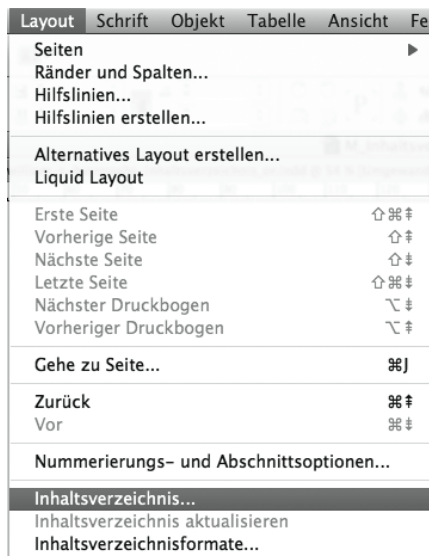 Layout Schrift Objekt Tabelle Ansicht Fe
Seiten ▶
Ränder und Spalten...
Hilfslinien...
Hilfslinien erstellen...
Alternatives Layout erstellen...
Liquid Layout
Erste Seite ⇧⌘⇞
Vorherige Seite ⇧⇞
Nächste Seite ⇧⇟
Letzte Seite ⇧⌘⇟
Nächster Druckbogen ⌥⇟
Vorheriger Druckbogen ⌥⇞
Gehe zu Seite... ⌘J
Zurück ⌘⇞
Vor ⌘⇟
Nummerierungs- und Abschnittsoptionen...
Inhaltsverzeichnis...
Inhaltsverzeichnis aktualisieren
Inhaltsverzeichnisformate...